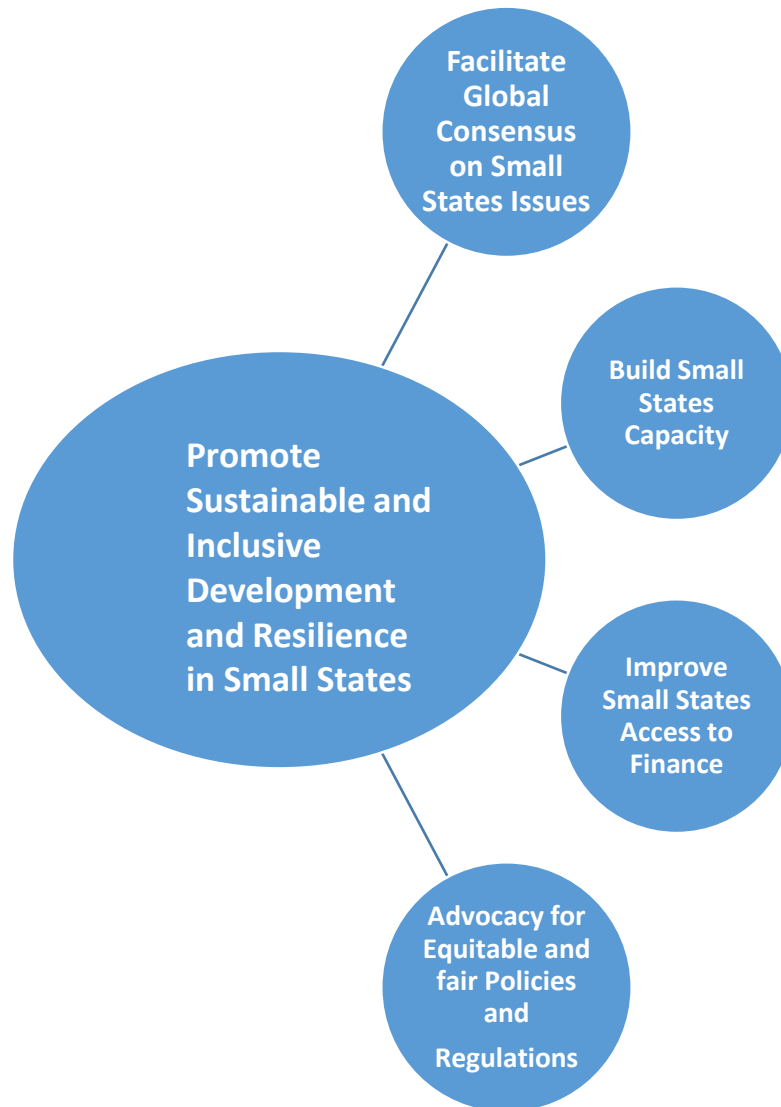 Facilitate
Global
Consensus
on Small
States Issues
Build Small
States
Capacity
Promote
Sustainable and
Inclusive
Development
and Resilience
in Small States
Improve
Small States
Access to
Finance
Advocacy for
Equitable and
fair Policies
and
Regulations